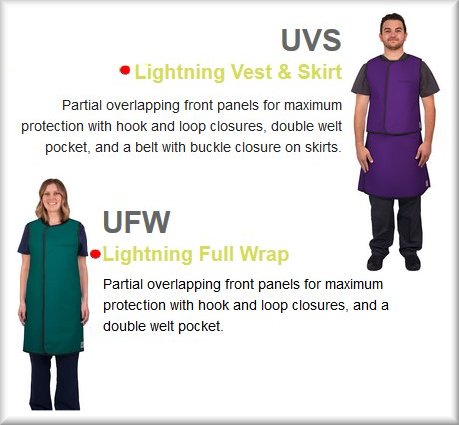 UVS
Lightning Vest & Skirt
Partial overlapping front panels for maximum
protection with hook and loop closures, double welt
pocket, and a belt with buckle closure on skirts.
UFW
Lightning Full Wrap
Partial overlapping front panels for maximum
protection with hook and loop closures, and a
double welt pocket.